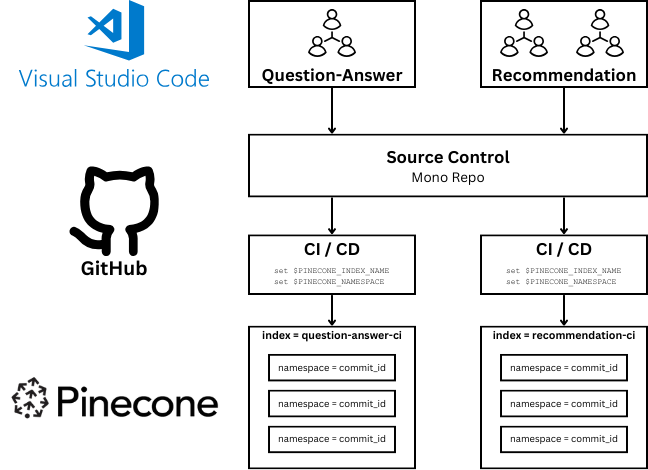 Visual Studio Code
Question-Answer
Recommendation
Source Control
Mono Repo
GitHub
CI / CD
set $PINECONE_INDEX_NAME
set $PINECONE_NAMESPACE
CI / CD
set $PINECONE_INDEX_NAME
set $PINECONE_NAMESPACE
Pinecone
index = question-answer-ci
namespace = commit_id
namespace = commit_id
namespace = commit_id
index = recommendation-ci
namespace = commit_id
namespace = commit_id
namespace = commit_id